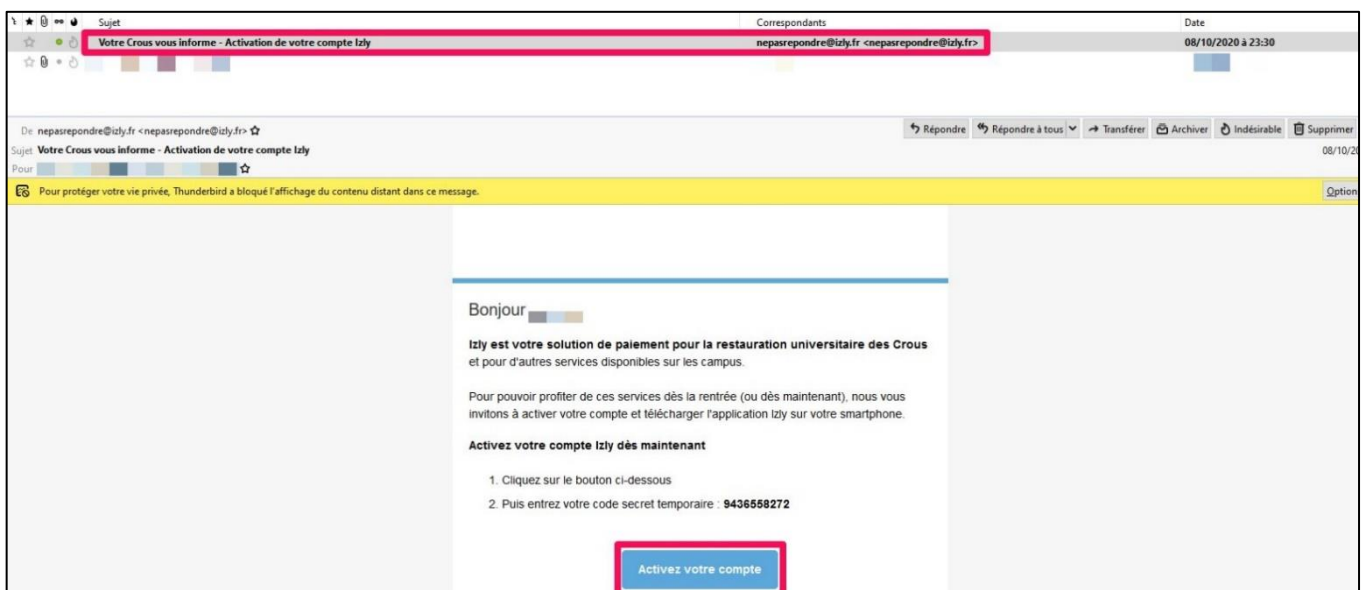 Sujet Correspondants Date
Votre Crous vous informe - Activation de votre compte Izly nepasrepondre@izly.fr <nepasrepondre@izly.fr> 08/10/2020 à 23:30
De nepasrepondre@izly.fr <nepasrepondre@izly.fr> Répondre Répondre à tous Transférer Archiver Indésirable Supprimer
Sujet Votre Crous vous informe - Activation de votre compte Izly 08/10/20
Pour
Pour protéger votre vie privée, Thunderbird a bloqué l'affichage du contenu distant dans ce message. Option
Bonjour
Izly est votre solution de paiement pour la restauration universitaire des Crous
et pour d'autres services disponibles sur les campus.
Pour pouvoir profiter de ces services dès la rentrée (ou dès maintenant), nous vous
invitons à activer votre compte et télécharger l'application Izly sur votre smartphone.
Activez votre compte Izly dès maintenant
1. Cliquez sur le bouton ci-dessous
2. Puis entrez votre code secret temporaire : 9436558272
Activez votre compte